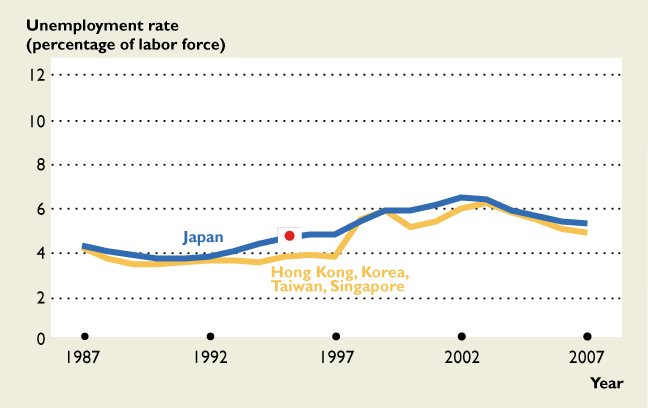 Unemployment rate
(percentage of labor force)
12
10
8
6
4
2
0
Japan
Hong Kong, Korea,
Taiwan, Singapore
1987 1992 1997 2002 2007
Year